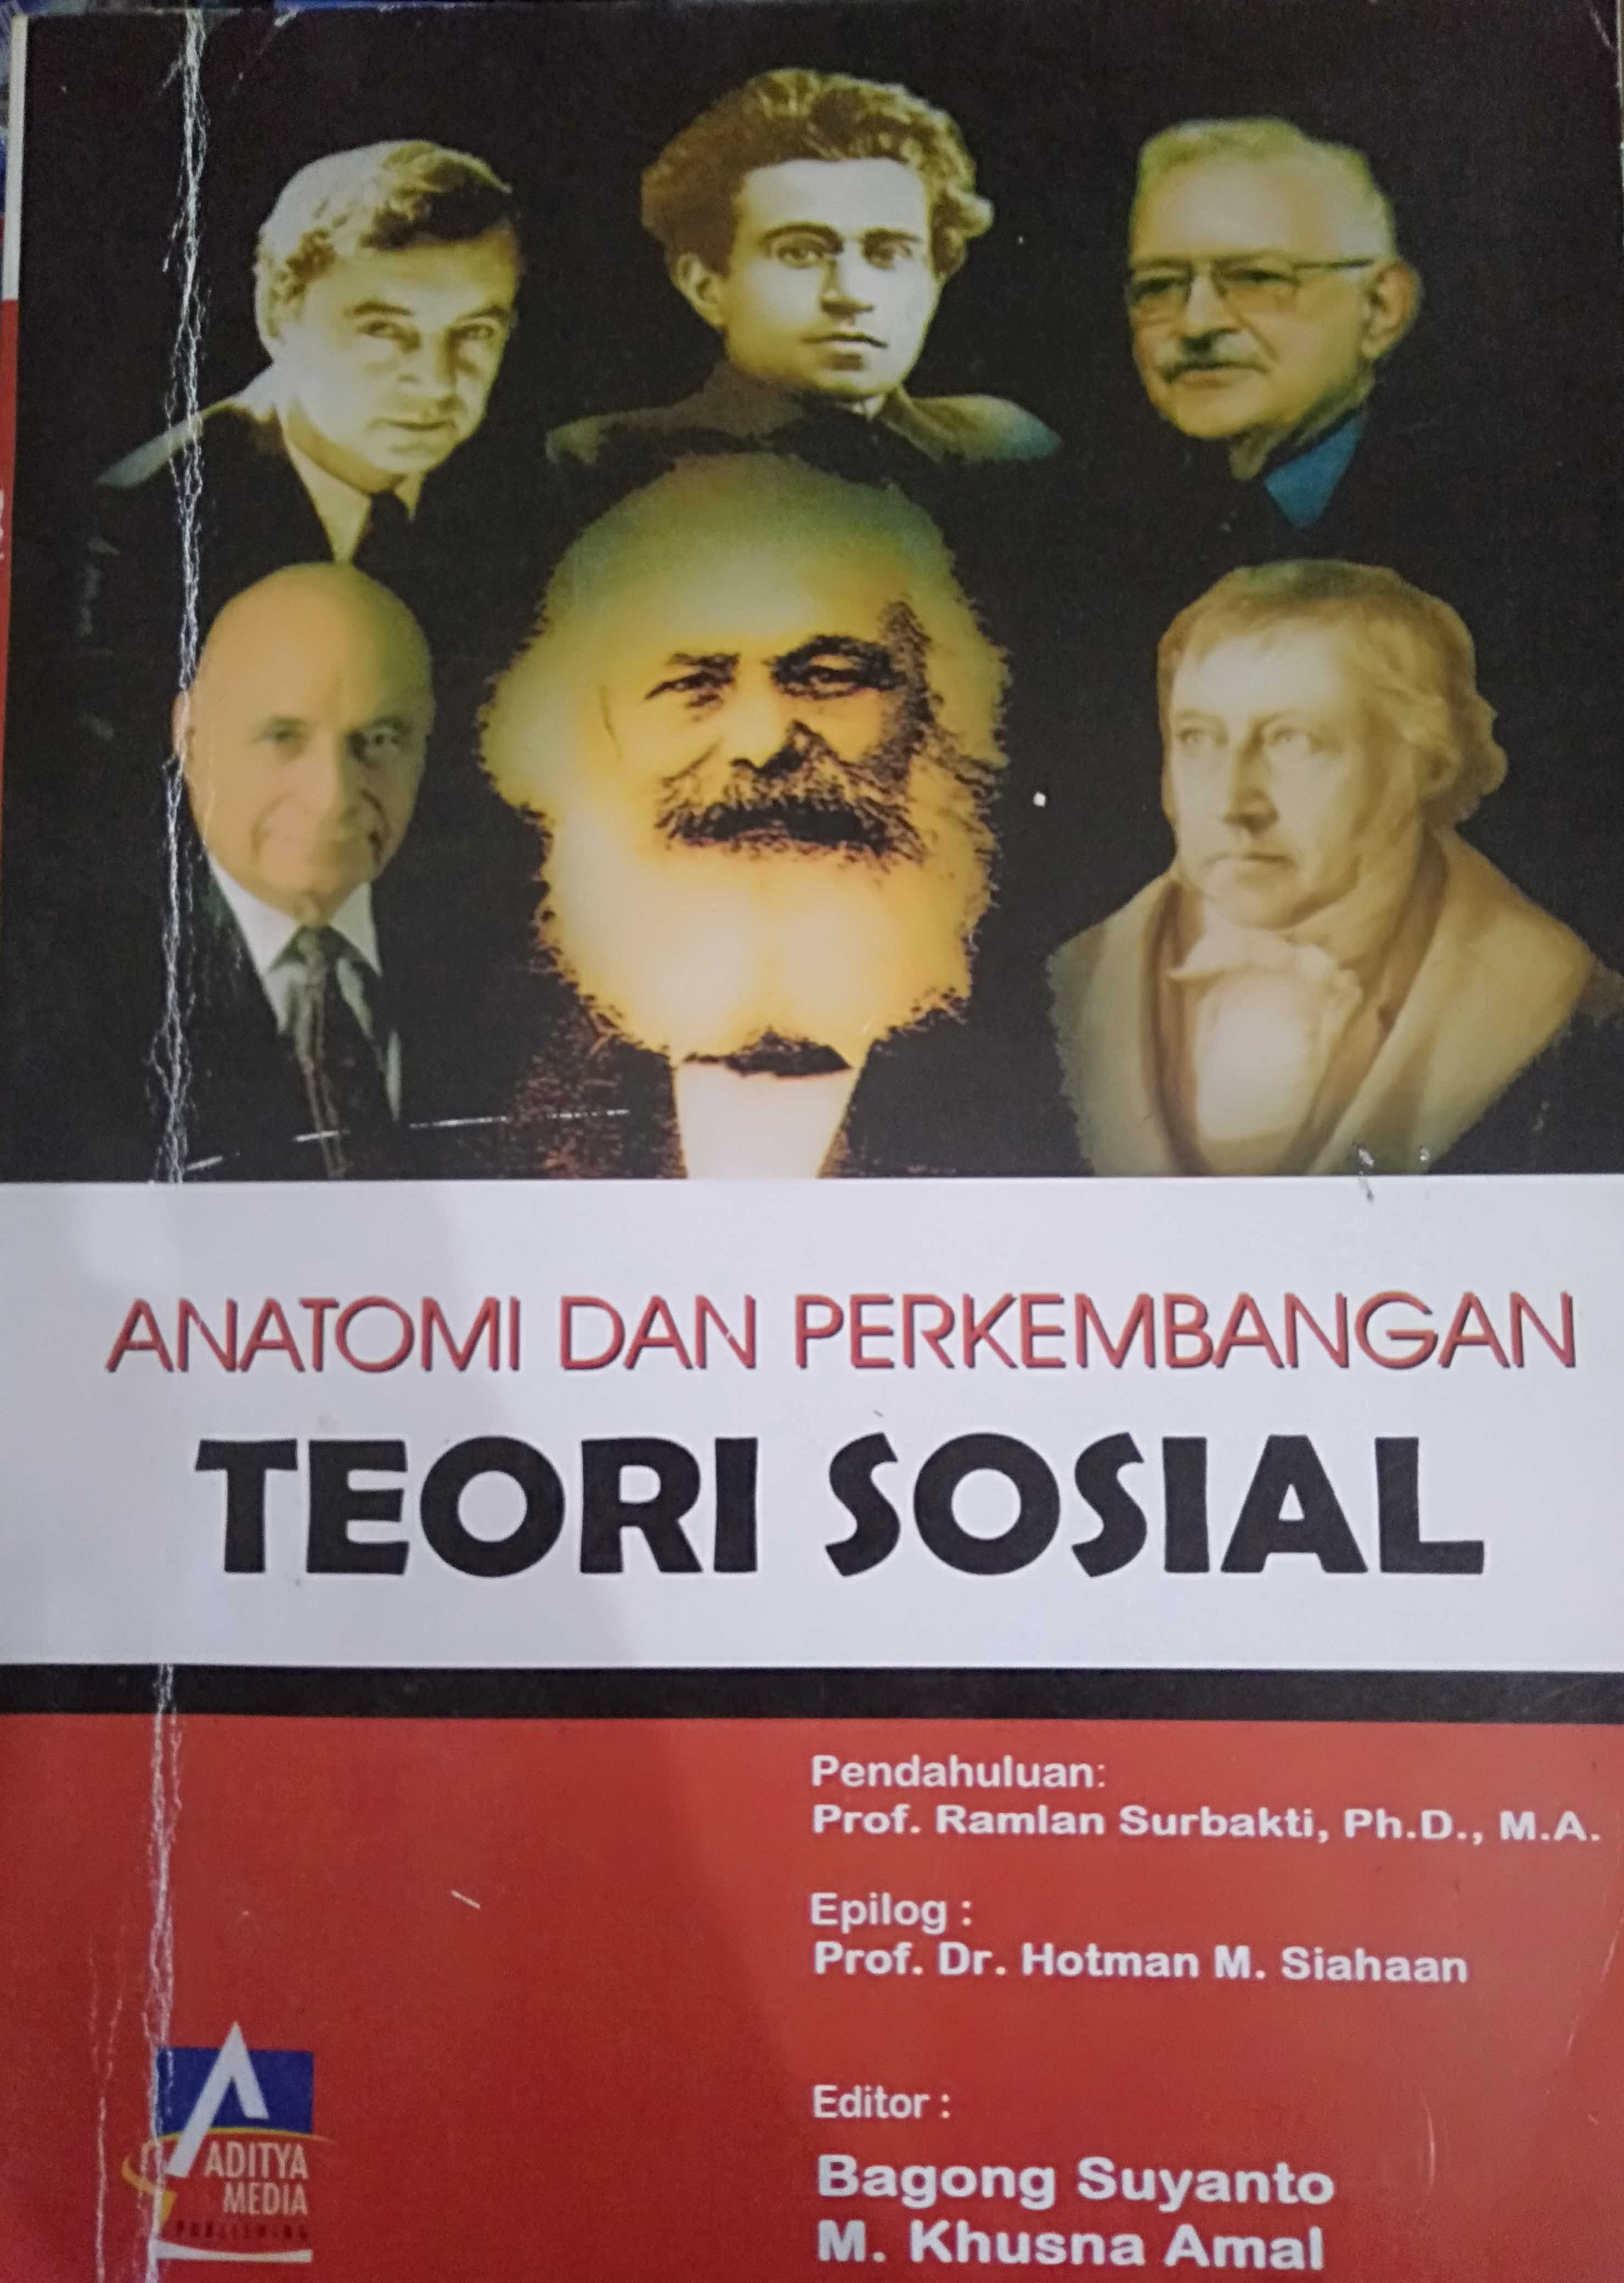 ANATOMI DAN PERKEMBANGAN
TEORI SOSIAL
Pendahuluan:
Prof. Ramlan Surbakti, Ph.D., M.A.
Epilog :
Prof. Dr. Hotman M. Siahaan
Editor :
Bagong Suyanto
M. Khusna Amal
ADITYA
MEDIA
PUBLISHING